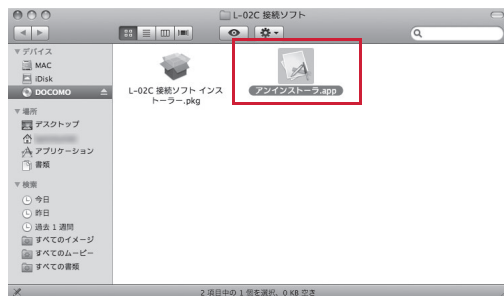 L-02C 接続ソフト
▼デバイス
MAC
iDisk
DOCOMO
▼場所
デスクトップ
アプリケーション
書類
▼検索
今日
昨日
過去 1 週間
すべてのイメージ
すべてのムービー
すべての書類
L-02C 接続ソフト インス
トーラー.pkg
アンインストーラ.app
2 項目中の 1 個を選択、0 KB 空き